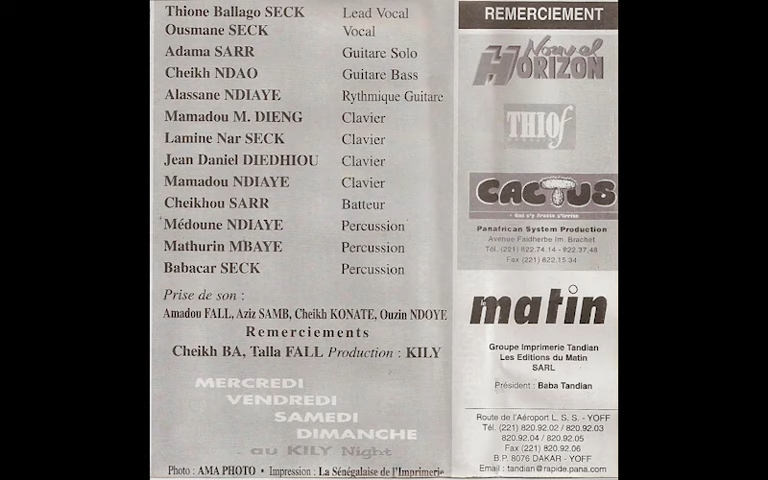 Thione Ballago SECK Lead Vocal
Ousmane SECK Vocal
Adama SARR Guitare Solo
Cheikh NDAO Guitare Bass
Alassane NDIAYE Rythmique Guitare
Mamadou M. DIENG Clavier
Lamine Nar SECK Clavier
Jean Daniel DIEDHIOU Clavier
Mamadou NDIAYE Clavier
Cheikhou SARR Batteur
Médoune NDIAYE Percussion
Mathurin MBAYE Percussion
Babacar SECK Percussion
Prise de son :
Amadou FALL, Aziz SAMB, Cheikh KONATE, Ouzin NDOYE
Remerciements
Cheikh BA, Talla FALL Production : KILY
MERCREDI
VENDREDI
SAMEDI
DIMANCHE
au KILY Night
Photo : AMA PHOTO • Impression : La Sénégalaise de l'Imprimerie
REMERCIEMENT
Nouvel
HORIZON
THIOf
CACTUS
Qui s'y frotte s'irrite
Panafrican System Production
Avenue Faidherbe Im. Brachet
Tél. (221) 822.74.14 - 822.37.48
Fax (221) 822.15.34
le matin
Groupe Imprimerie Tandian
Les Editions du Matin
SARL
Président : Baba Tandian
Route de l'Aéroport L. S. S. - YOFF
Tél. (221) 820.92.02 / 820.92.03
820.92.04 / 820.92.05
Fax (221) 820.92.06
B.P. 8076 DAKAR - YOFF
Email : tandian@rapide.pana.com